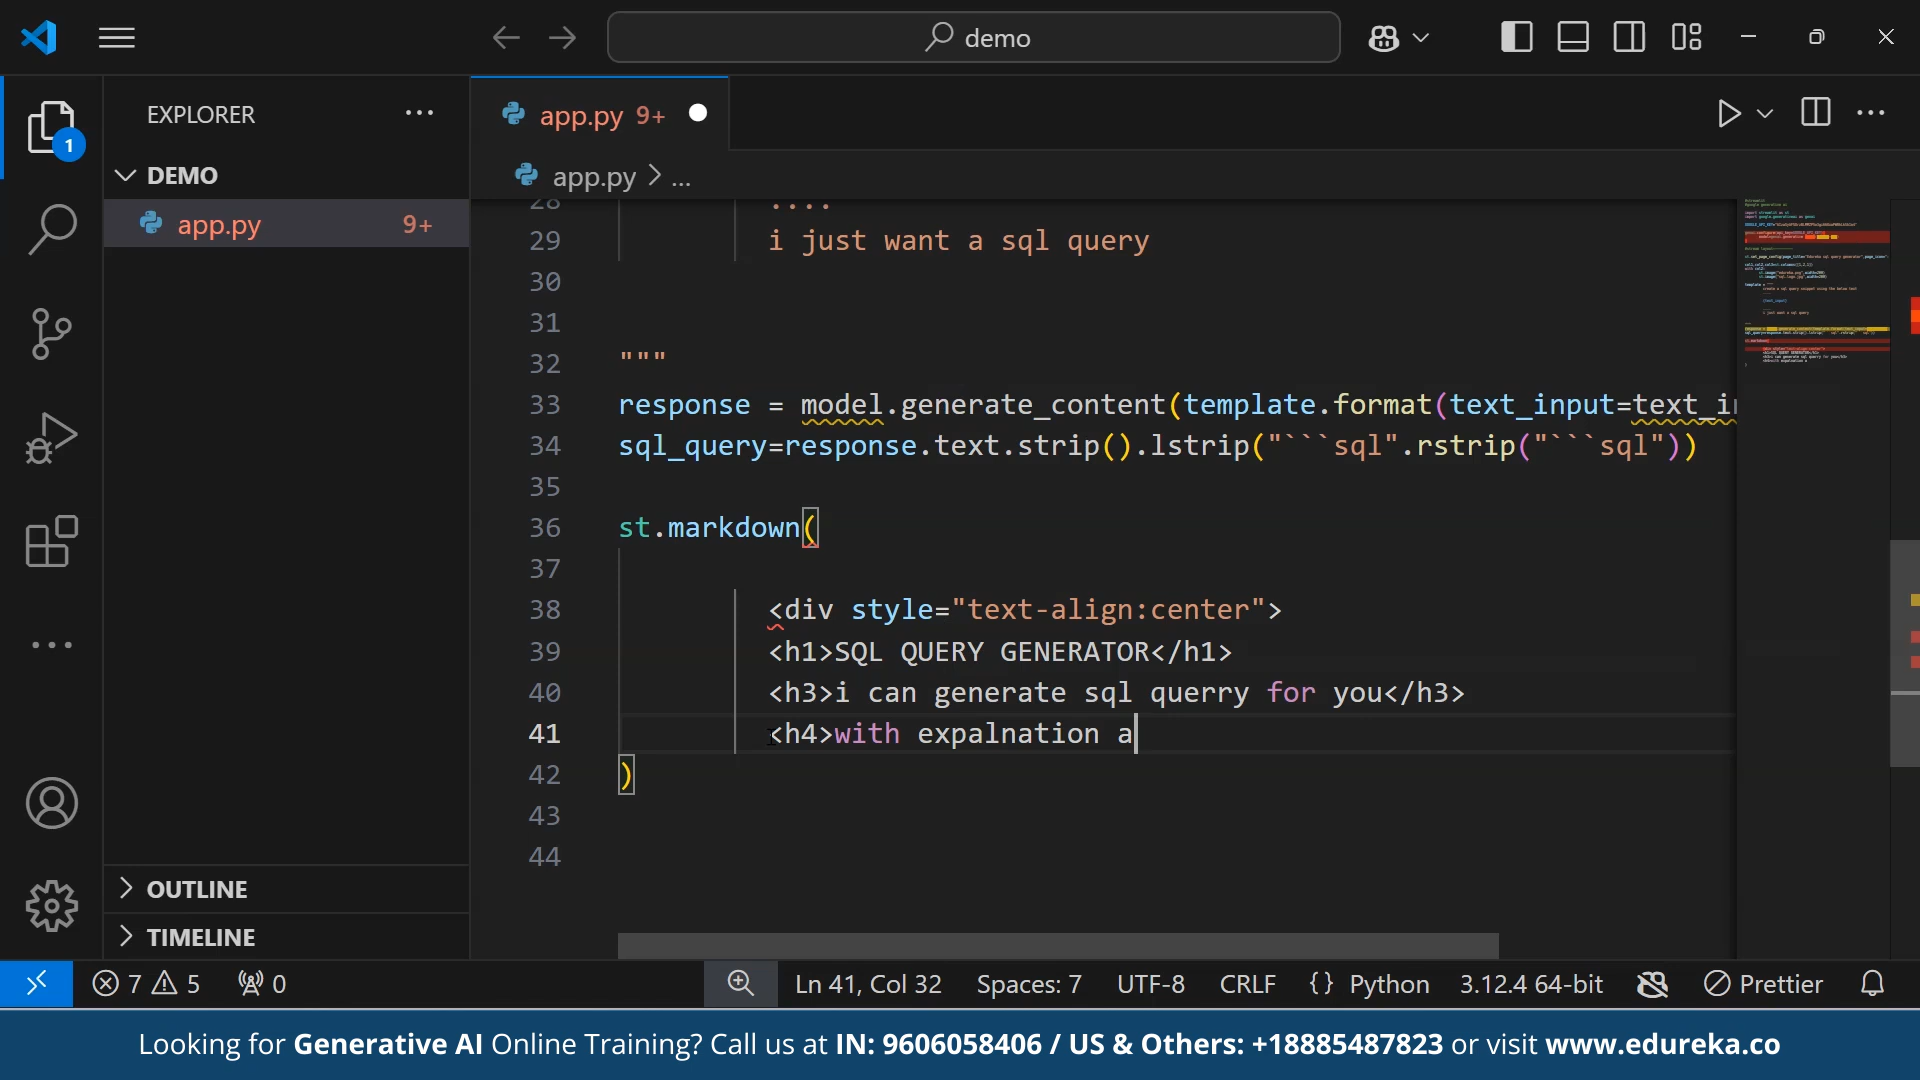 demo
EXPLORER
DEMO
app.py 9+
OUTLINE
TIMELINE
app.py 9+
app.py > ...
28 ....
29 i just want a sql query
30
31
32 """
33 response = model.generate_content(template.format(text_input=text_i
34 sql_query=response.text.strip().lstrip("```sql".rstrip("```sql"))
35
36 st.markdown(
37
38 <div style="text-align:center">
39 <h1>SQL QUERY GENERATOR</h1>
40 <h3>i can generate sql querry for you</h3>
41 <h4>with expalnation a
42 )
43
44
1
7 5 0
Ln 41, Col 32 Spaces: 7 UTF-8 CRLF {} Python 3.12.4 64-bit Prettier
Looking for Generative AI Online Training? Call us at IN: 9606058406 / US & Others: +18885487823 or visit www.edureka.co